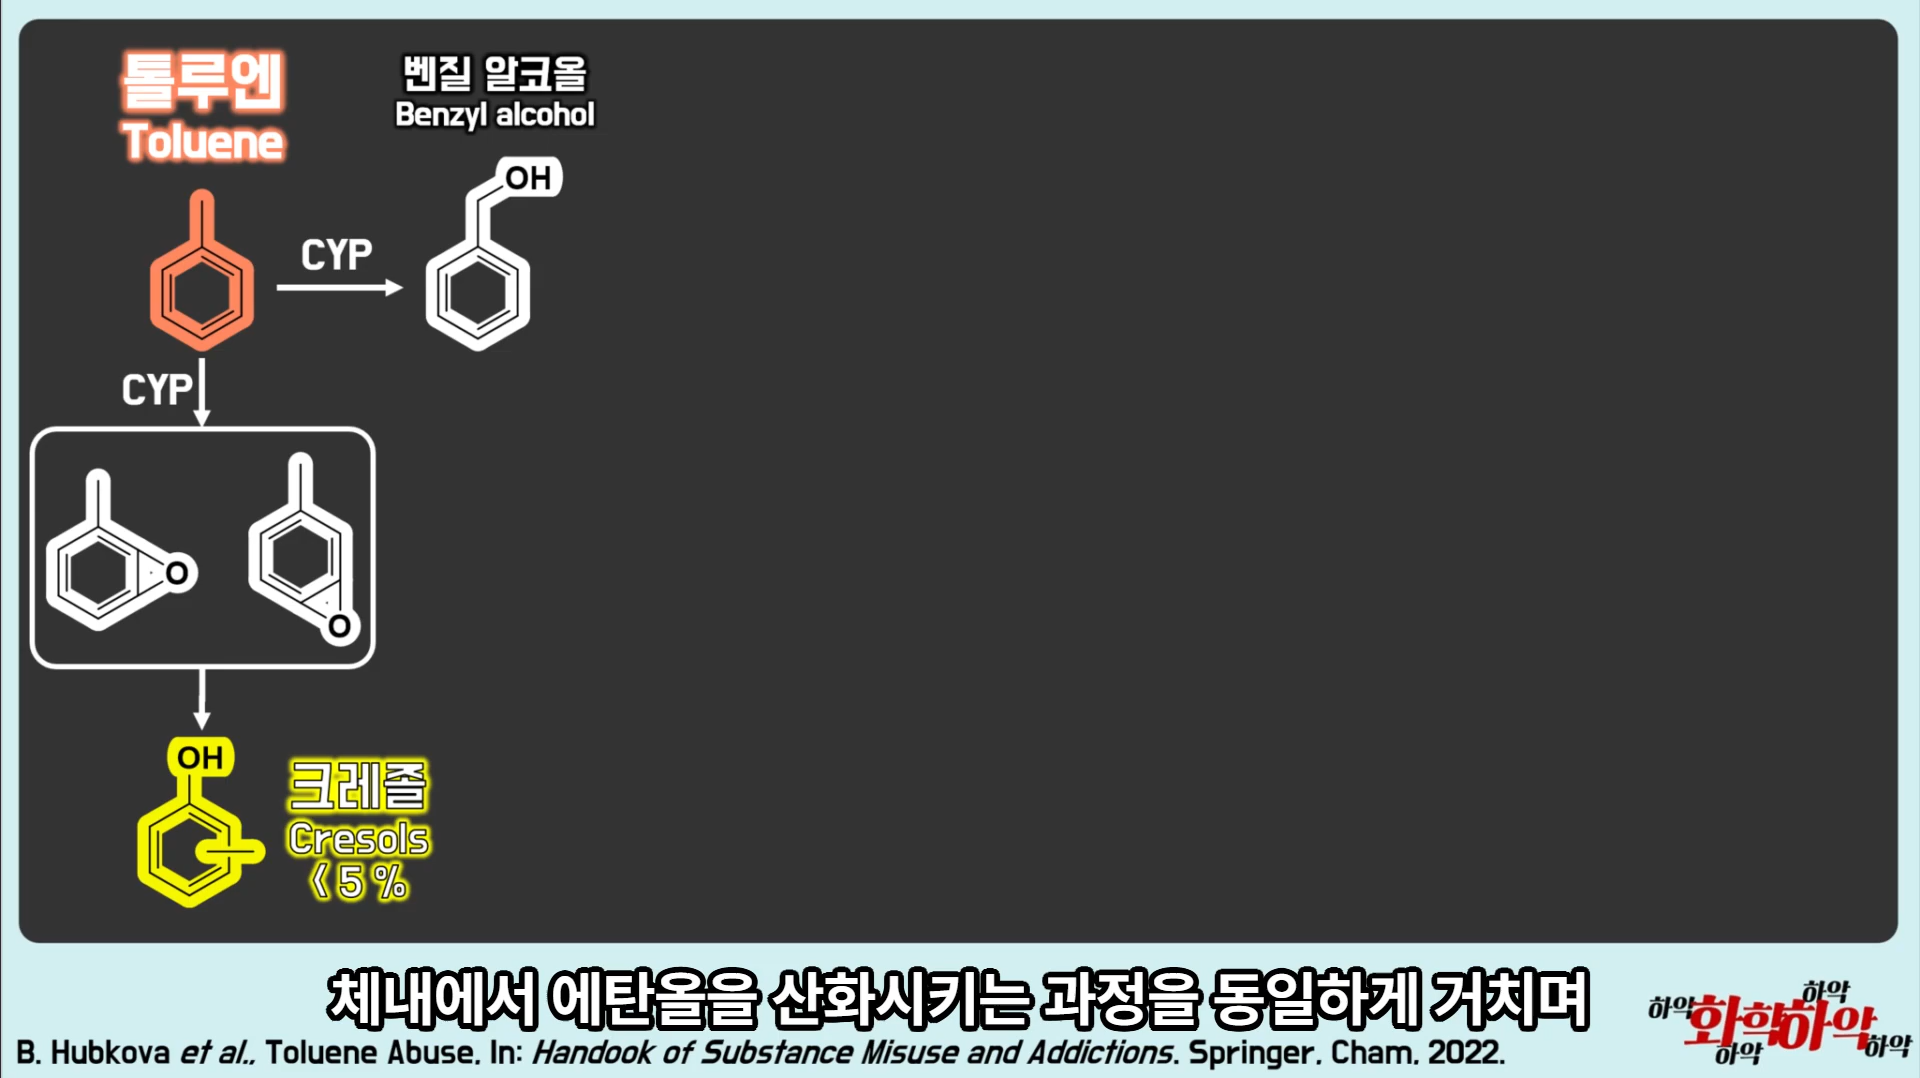 톨루엔
Toluene
벤질 알코올
Benzyl alcohol
OH
CYP
CYP
O
O
OH
크레졸
Cresols
< 5 %
체내에서 에탄올을 산화시키는 과정을 동일하게 거치며
B. Hubkova et al., Toluene Abuse, In: Handook of Substance Misuse and Addictions. Springer, Cham, 2022.
하악
하악
화학하악
하악
하악